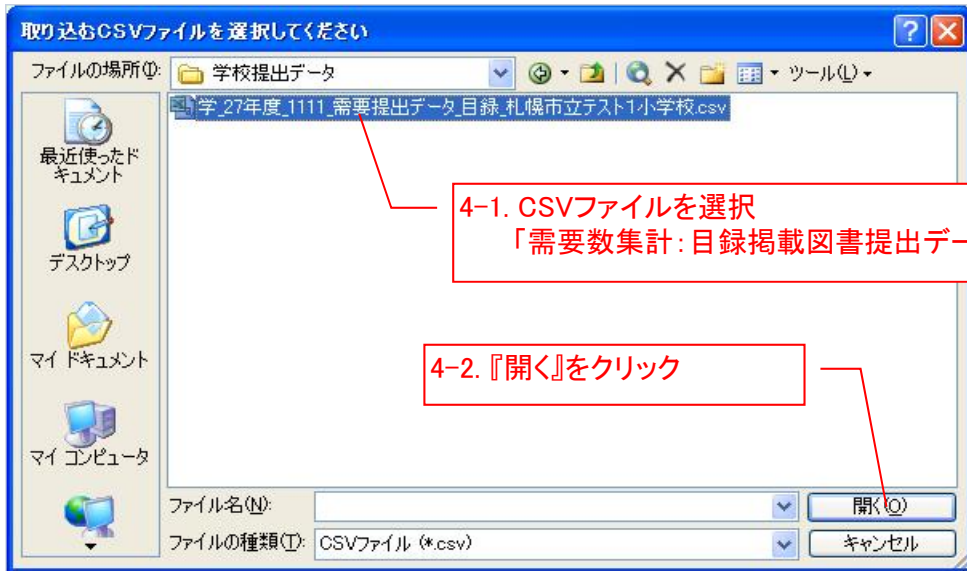 取り込むCSVファイルを選択してください
ファイルの場所(I):
学校提出データ
ツール(L)
学_27年度_1111_需要提出データ_目録_札幌市立テスト1小学校.csv
最近使ったド
キュメント
デスクトップ
マイ ドキュメント
マイ コンピュータ
4-1. CSVファイルを選択
「需要数集計：目録掲載図書提出デー
4-2.『開く』をクリック
ファイル名(N):
開く(O)
ファイルの種類(T):
CSVファイル (*.csv)
キャンセル